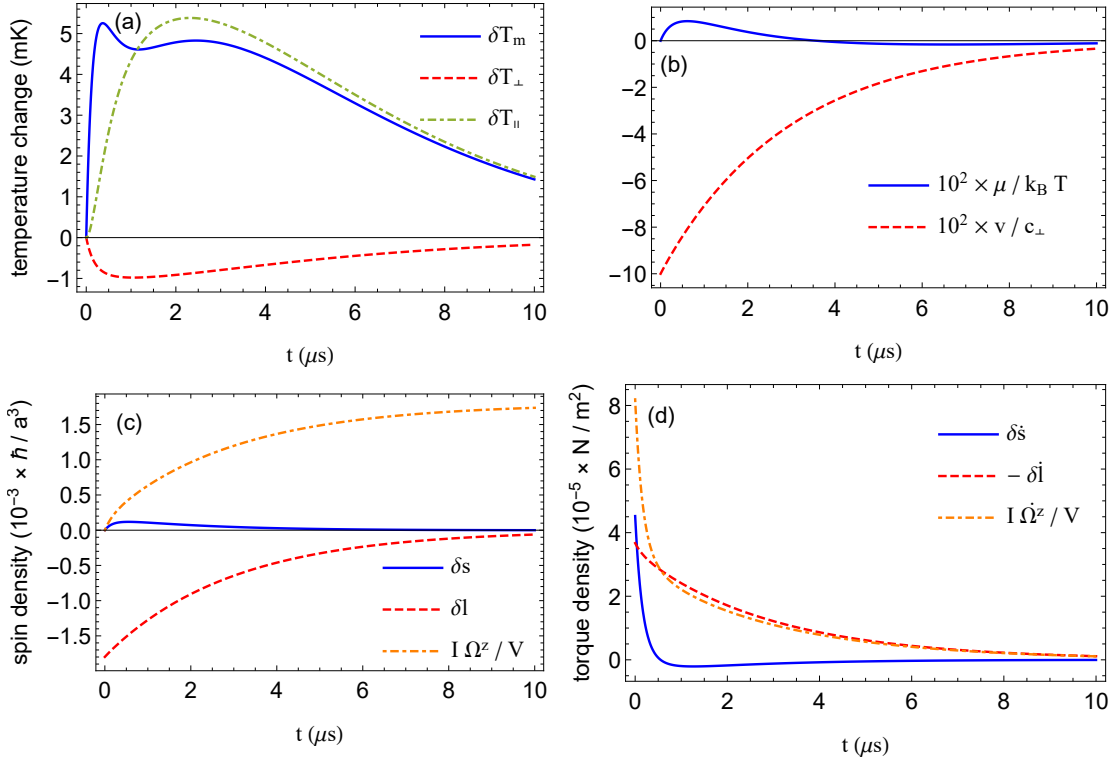 (a)
δTₘ
δT⊥
δT∥
temperature change (mK)
5
4
3
2
1
0
−1
0 2 4 6 8 10
t (μs)
(b)
10² × μ / k_B T
10² × v / c⊥
0
−2
−4
−6
−8
−10
0 2 4 6 8 10
t (μs)
(c)
δs
δl
I Ωᶻ / V
spin density (10⁻³ × ℏ / a³)
1.5
1.0
0.5
0.0
−0.5
−1.0
−1.5
0 2 4 6 8 10
t (μs)
(d)
δṡ
− δl̇
I Ω̇ᶻ / V
torque density (10⁻⁵ × N / m²)
8
6
4
2
0
0 2 4 6 8 10
t (μs)